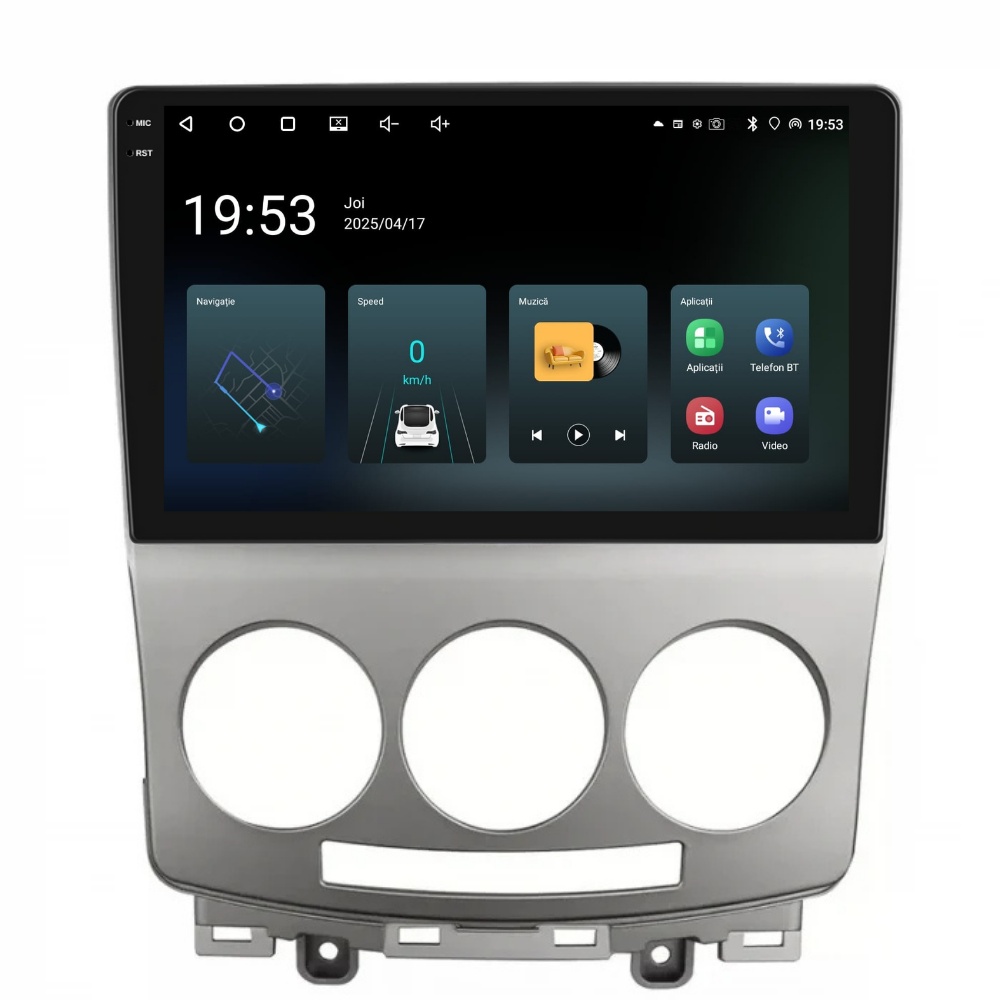 MIC
RST
19:53
19:53
Joi
2025/04/17
Navigație
Speed
Muzică
Aplicații
0
km/h
Aplicații
Telefon BT
Radio
Video